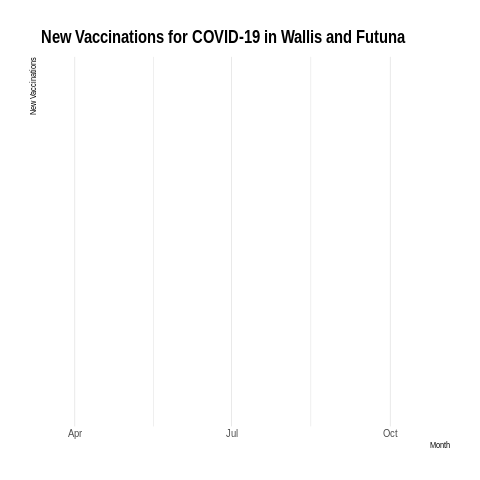 New Vaccinations for COVID-19 in Wallis and Futuna
New Vaccinations
Apr
Jul
Oct
Month